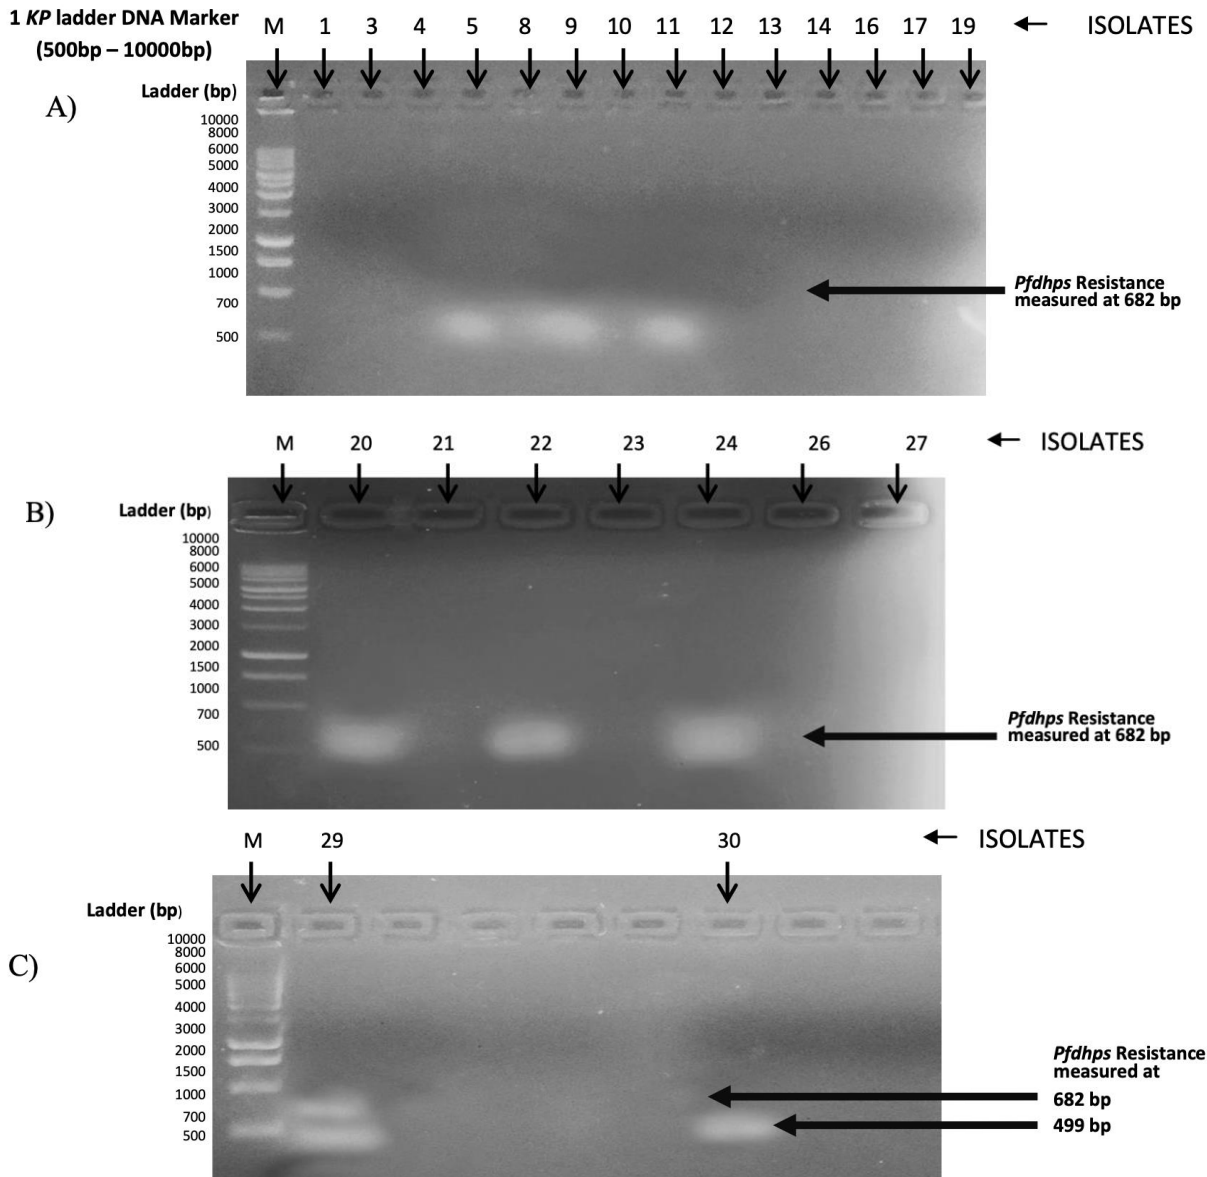 1 KP ladder DNA Marker
(500bp – 10000bp)
M 1 3 4 5 8 9 10 11 12 13 14 16 17 19 ISOLATES
A)
Ladder (bp)
10000
8000
6000
5000
4000
3000
2000
1500
1000
700
500
Pfdhps Resistance
measured at 682 bp
M 20 21 22 23 24 26 27 ISOLATES
B)
Ladder (bp)
10000
8000
6000
5000
4000
3000
2000
1500
1000
700
500
Pfdhps Resistance
measured at 682 bp
M 29 30 ISOLATES
C)
Ladder (bp)
10000
8000
6000
5000
4000
3000
2000
1500
1000
700
500
Pfdhps Resistance
measured at
682 bp
499 bp